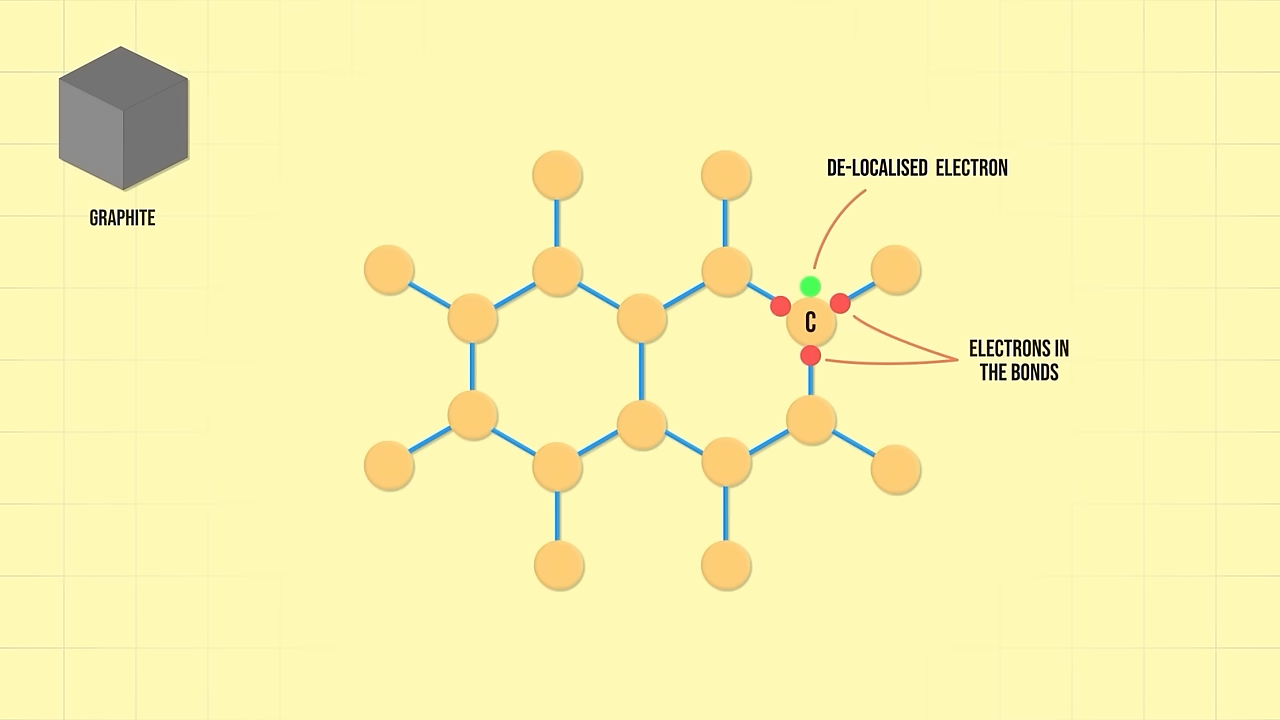 GRAPHITE
DE-LOCALISED ELECTRON
C
ELECTRONS IN
THE BONDS